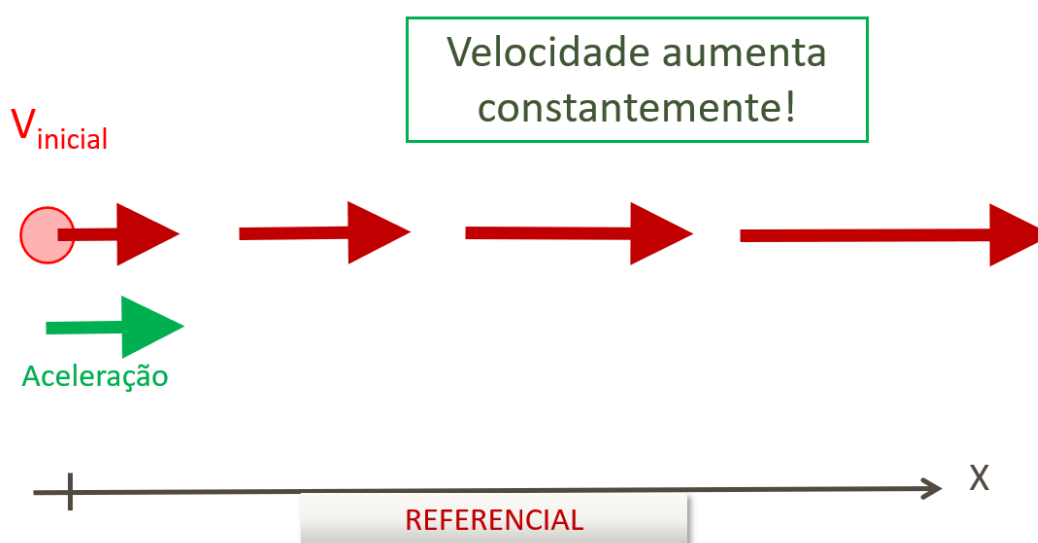 Velocidade aumenta
constantemente!
Vinicial
Aceleração
X
REFERENCIAL